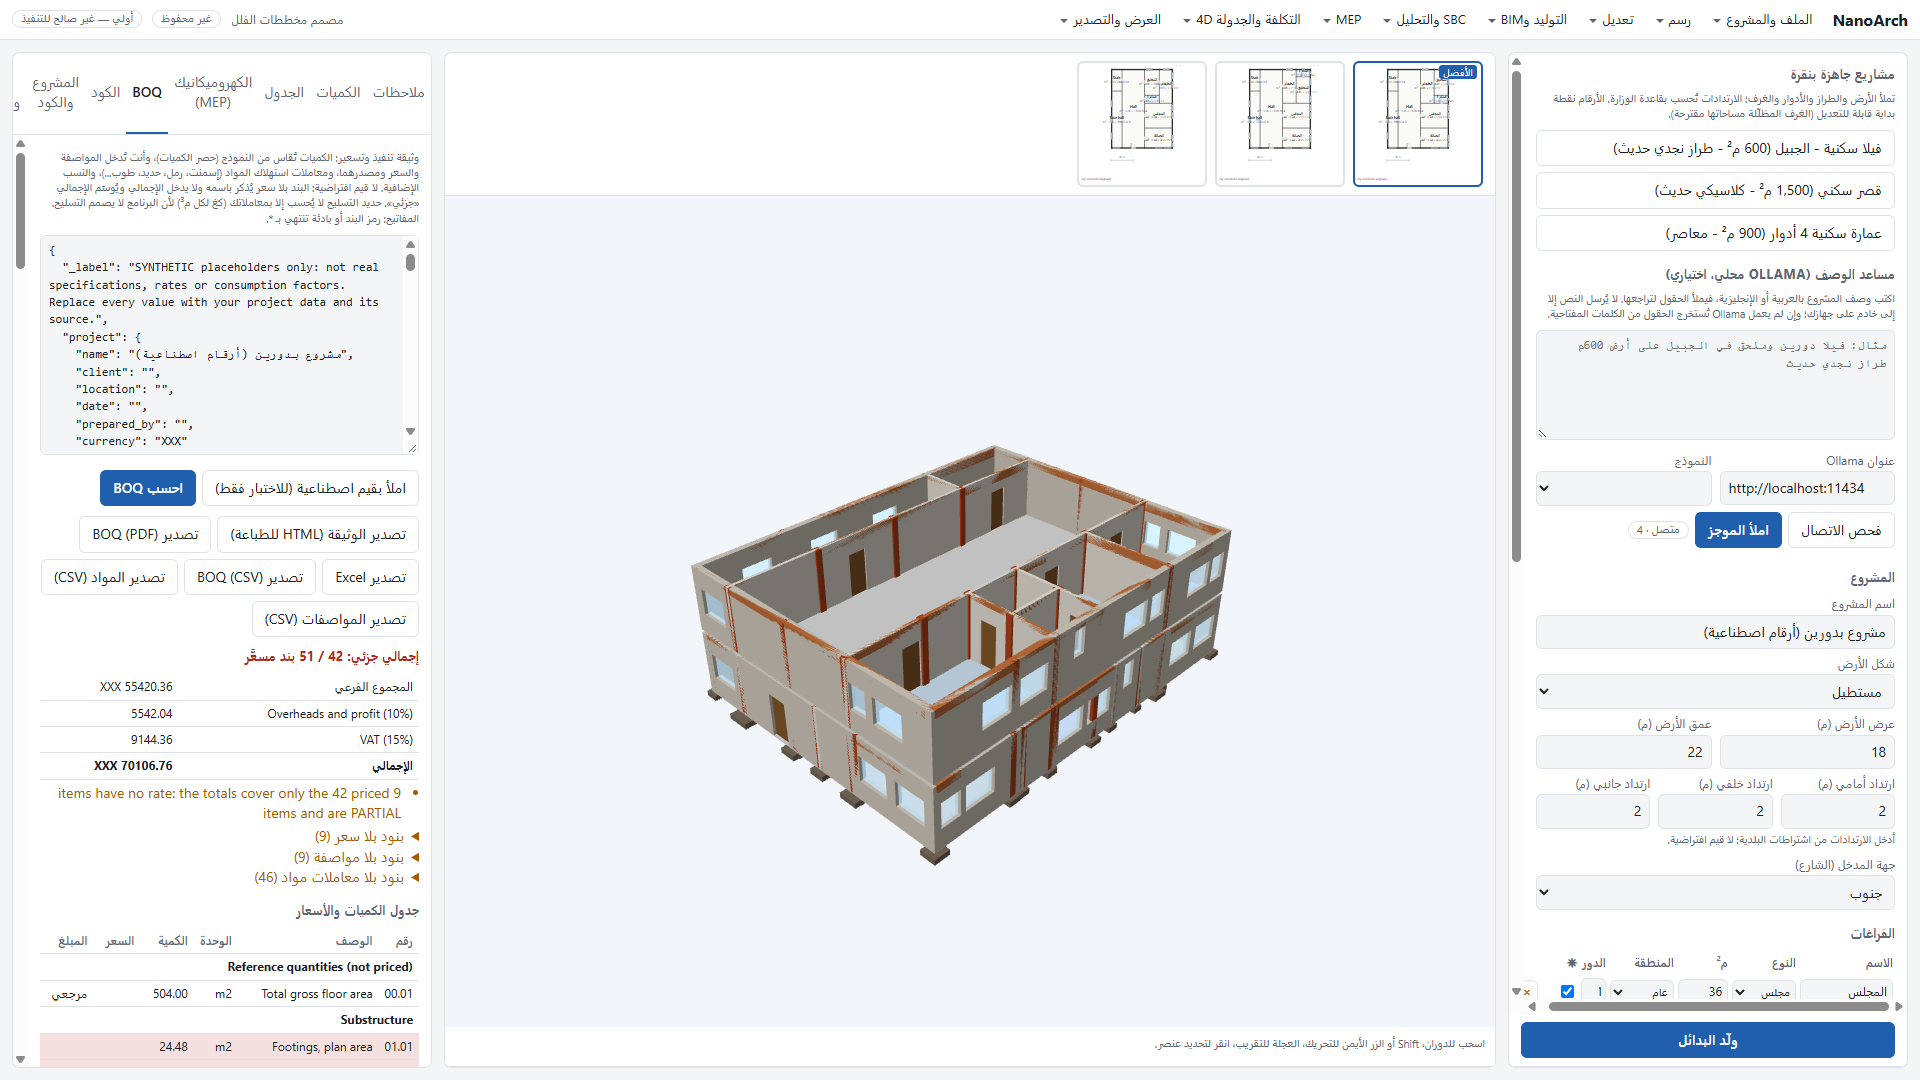 NanoArch
الملف والمشروع
رسم
تعديل
التوليد وBIM
SBC والتحليل
MEP
التكلفة والجدولة 4D
العرض والتصدير
مصمم مخططات الفلل
غير محفوظ
أولي — غير صالح للتنفيذ
مشاريع جاهزة بنقرة
تملأ الأرض والطراز والأدوار والغرف؛ الارتدادات تُحسب بقاعدة الوزارة. الأرقام نقطة
بداية قابلة للتعديل (الغرف المظلّلة مساحاتها مقترحة).
فيلا سكنية - الجبيل (600 م² - طراز نجدي حديث)
قصر سكني (1,500 م² - كلاسيكي حديث)
عمارة سكنية 4 أدوار (900 م² - معاصر)
مساعد الوصف (OLLAMA محلي، اختياري)
اكتب وصف المشروع بالعربية أو الإنجليزية، فيملأ الحقول لتراجعها. لا يُرسل النص إلا
إلى خادم على جهازك؛ وإن لم يعمل Ollama تُستخرج الحقول من الكلمات المفتاحية.
مثال: فيلا دورين وملحق في الجبيل على أرض 600م
طراز نجدي حديث
عنوان Ollama
النموذج
http://localhost:11434
فحص الاتصال
املأ الموجز
متصل · 4
المشروع
اسم المشروع
مشروع بدورين (أرقام اصطناعية)
شكل الأرض
مستطيل
عرض الأرض (م)
عمق الأرض (م)
18
22
ارتداد أمامي (م)
ارتداد خلفي (م)
ارتداد جانبي (م)
2
2
2
أدخل الارتدادات من اشتراطات البلدية؛ لا قيم افتراضية.
جهة المدخل (الشارع)
جنوب
الفراغات
الاسم
النوع
م²
المنطقة
الدور
✷
المجلس
مجلس
36
عام
1
×
ولّد البدائل
الأفضل
اسحب للدوران، Shift أو الزر الأيمن للتحريك، العجلة للتقريب، انقر لتحديد عنصر.
ملاحظات
الكميات
الجدول
الكهروميكانيك (MEP)
BOQ
الكود
المشروع والكود
و
وثيقة تنفيذ وتسعير: الكميات تُقاس من النموذج (حصر الكميات)، وأنت تُدخل المواصفة
والسعر ومصدرهما، ومعاملات استهلاك المواد (إسمنت، رمل، حديد، طوب...)، والنسب
الإضافية. لا قيم افتراضية: البند بلا سعر يُذكر باسمه ولا يدخل الإجمالي ويُوسَم الإجمالي
«جزئي». حديد التسليح لا يُحسب إلا بمعاملاتك (كغ لكل م³) لأن البرنامج لا يصمم التسليح.
المفاتيح: رمز البند أو بادئة تنتهي بـ *.
{
"_label": "SYNTHETIC placeholders only: not real
specifications, rates or consumption factors.
Replace every value with your project data and its
source.",
"project": {
"name": "مشروع بدورين (أرقام اصطناعية)",
"client": "",
"location": "",
"date": "",
"prepared_by": "",
"currency": "XXX"
املأ بقيم اصطناعية (للاختبار فقط)
احسب BOQ
تصدير الوثيقة (HTML للطباعة)
تصدير BOQ (PDF)
تصدير Excel
تصدير BOQ (CSV)
تصدير المواد (CSV)
تصدير المواصفات (CSV)
إجمالي جزئي: 42 / 51 بند مسعَّر
المجموع الفرعي XXX 55420.36
Overheads and profit (10%) 5542.04
VAT (15%) 9144.36
الإجمالي XXX 70106.76
items have no rate: the totals cover only the 42 priced 9
items and are PARTIAL
بنود بلا سعر (9)
بنود بلا مواصفة (9)
بنود بلا معاملات مواد (46)
جدول الكميات والأسعار
رقم الوصف الوحدة الكمية السعر المبلغ
Reference quantities (not priced)
00.01 Total gross floor area m2 504.00 مرجعي
Substructure
01.01 Footings, plan area m2 24.48